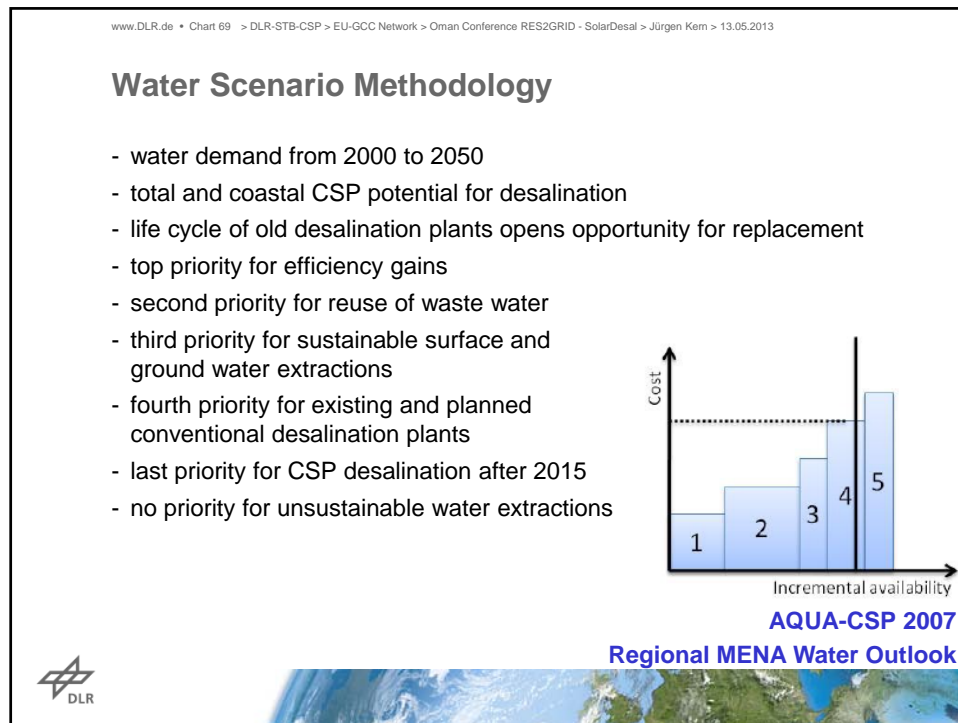 www.DLR.de • Chart 69 > DLR-STB-CSP > EU-GCC Network > Oman Conference RES2GRID - SolarDesal > Jürgen Kern > 13.05.2013
Water Scenario Methodology
- water demand from 2000 to 2050
- total and coastal CSP potential for desalination
- life cycle of old desalination plants opens opportunity for replacement
- top priority for efficiency gains
- second priority for reuse of waste water
- third priority for sustainable surface and
ground water extractions
- fourth priority for existing and planned
conventional desalination plants
- last priority for CSP desalination after 2015
- no priority for unsustainable water extractions
Cost
1
2
3
4
5
Incremental availability
AQUA-CSP 2007
Regional MENA Water Outlook
DLR